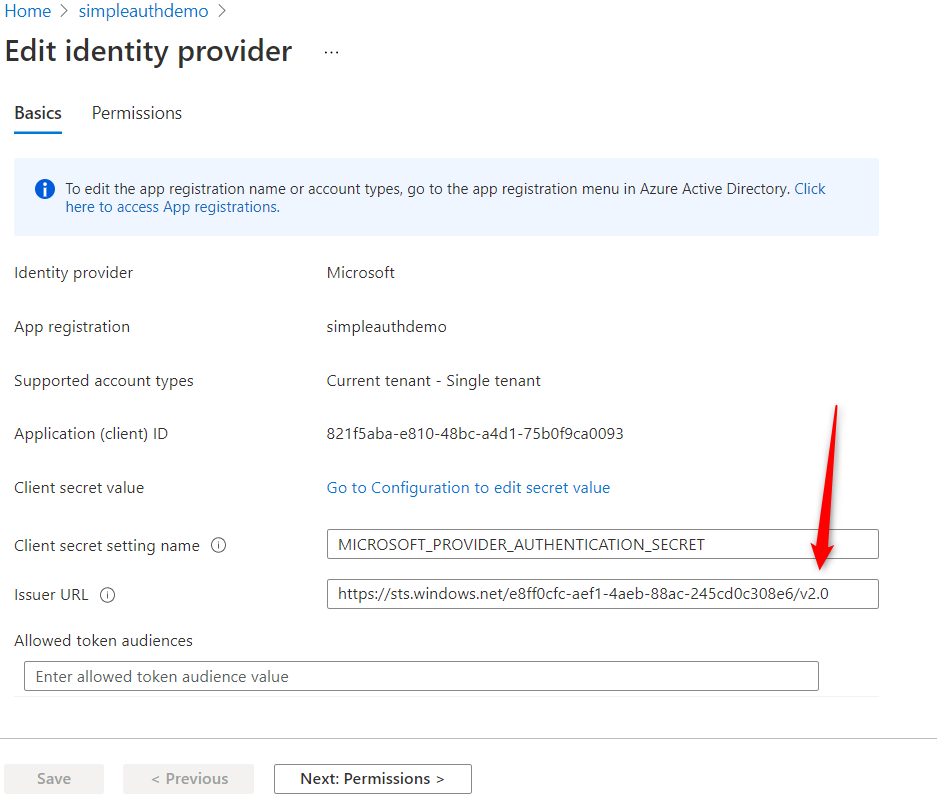 Home > simpleauthdemo >
Edit identity provider ...
Basics Permissions
To edit the app registration name or account types, go to the app registration menu in Azure Active Directory. Click
here to access App registrations.
Identity provider Microsoft
App registration simpleauthdemo
Supported account types Current tenant - Single tenant
Application (client) ID 821f5aba-e810-48bc-a4d1-75b0f9ca0093
Client secret value Go to Configuration to edit secret value
Client secret setting name MICROSOFT_PROVIDER_AUTHENTICATION_SECRET
Issuer URL https://sts.windows.net/e8ff0cfc-aef1-4aeb-88ac-245cd0c308e6/v2.0
Allowed token audiences
Enter allowed token audience value
Save < Previous Next: Permissions >